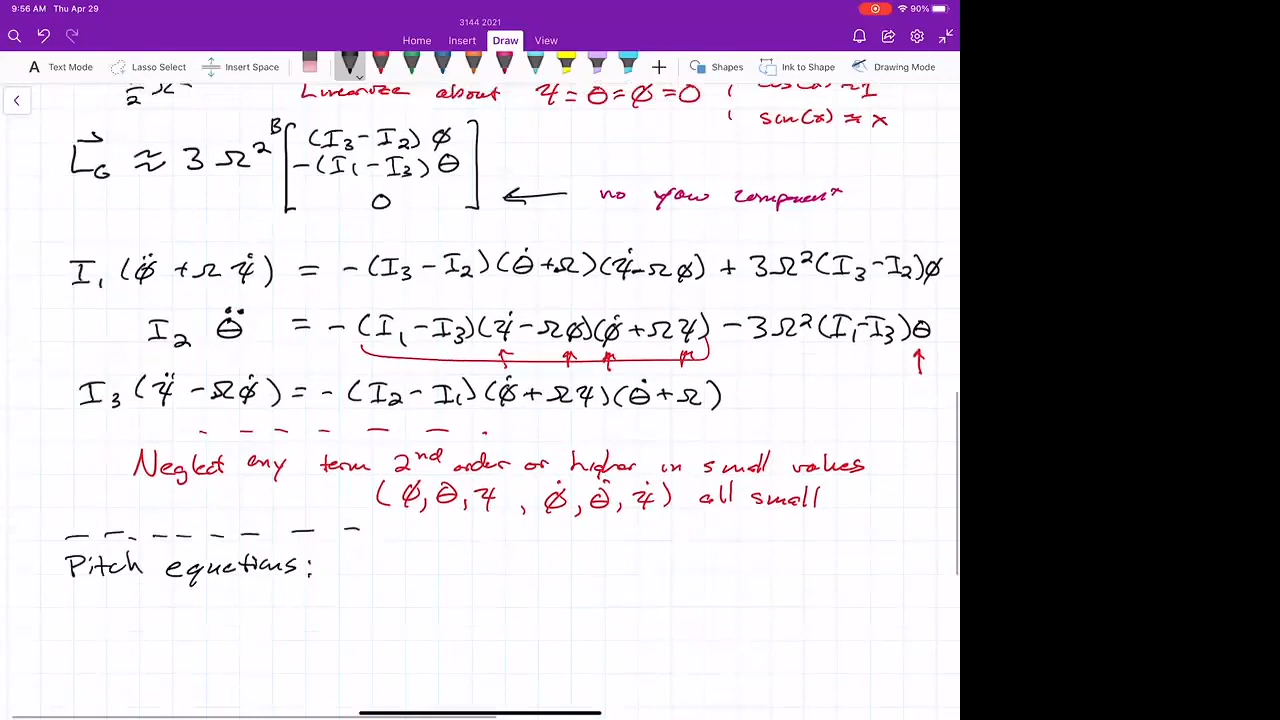 9:56 AM Thu Apr 29
90%
3144 2021
Home Insert Draw View
Text Mode Lasso Select Insert Space Shapes Ink to Shape Drawing Mode
Linearize about ψ = θ = φ = 0
sin(x) ≈ x
L⃗_G ≈ 3Ω² ᴮ[ (I₃ - I₂) φ
-(I₁ - I₃) θ
0 ] ← no yaw component
I₁ (φ̈ + Ω ψ̇) = -(I₃ - I₂)(θ̇ + Ω)(ψ̇ - Ωφ) + 3Ω²(I₃ - I₂)φ
I₂ θ̈ = -(I₁ - I₃)(ψ̇ - Ωφ)(φ̇ + Ωψ) - 3Ω²(I₁ - I₃)θ
I₃ (ψ̈ - Ωφ̇) = -(I₂ - I₁)(φ̇ + Ωψ)(θ̇ + Ω)
Neglect any term 2nd order or higher in small values
(φ, θ, ψ, φ̇, θ̇, ψ̇) all small
Pitch equations: